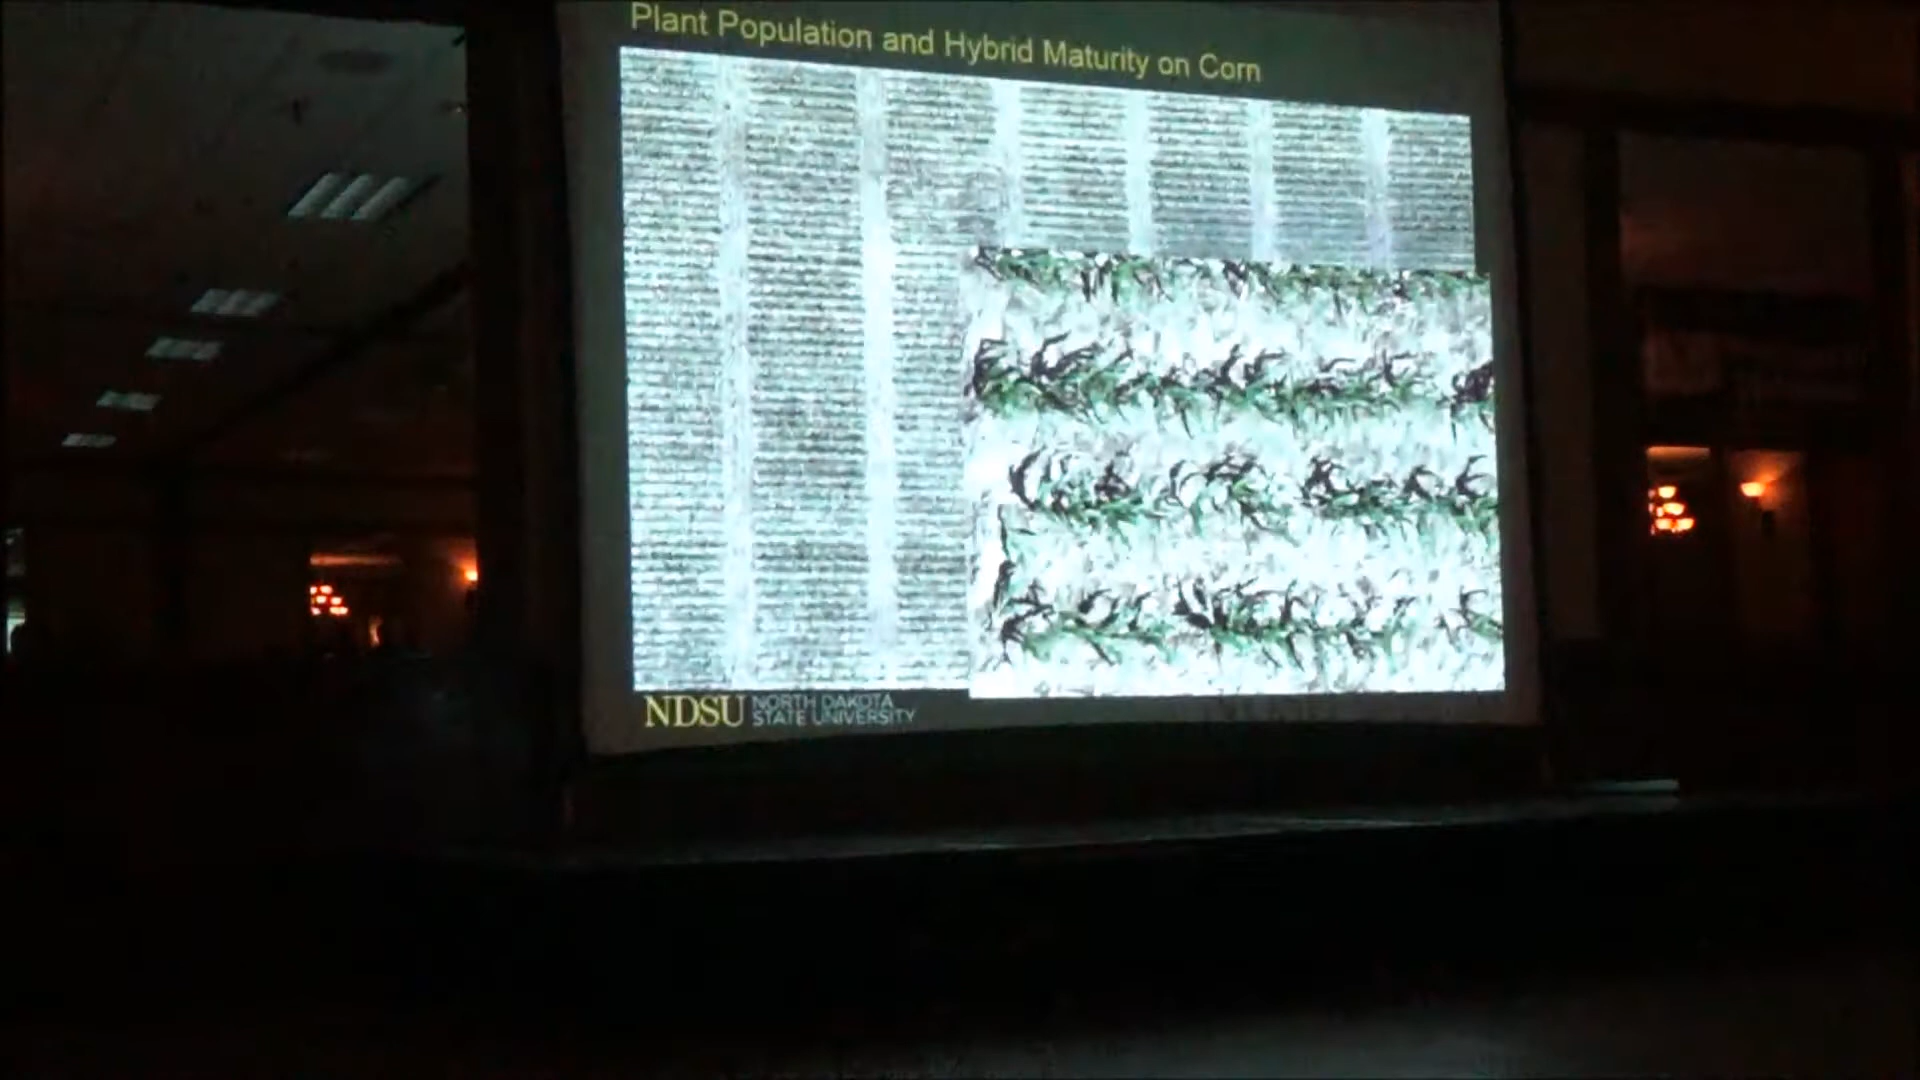 Plant Population and Hybrid Maturity on Corn
NDSU NORTH DAKOTA
STATE UNIVERSITY